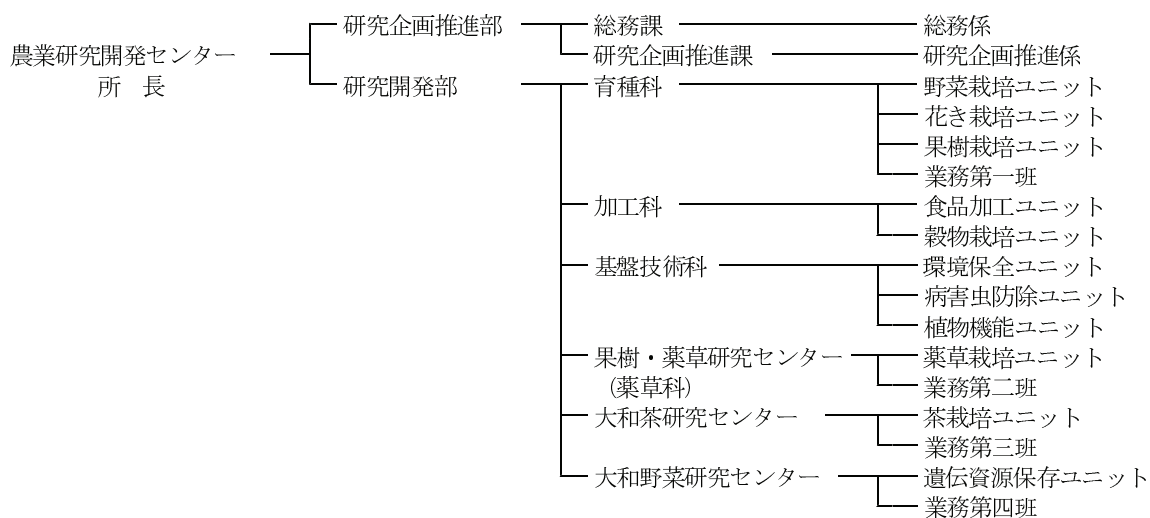 研究企画推進部 総務課 総務係
農業研究開発センター 研究企画推進課 研究企画推進係
所 長 研究開発部 育種科 野菜栽培ユニット
花き栽培ユニット
果樹栽培ユニット
業務第一班
加工科 食品加工ユニット
穀物栽培ユニット
基盤技術科 環境保全ユニット
病害虫防除ユニット
植物機能ユニット
果樹・薬草研究センター 薬草栽培ユニット
(薬草科) 業務第二班
大和茶研究センター 茶栽培ユニット
業務第三班
大和野菜研究センター 遺伝資源保存ユニット
業務第四班